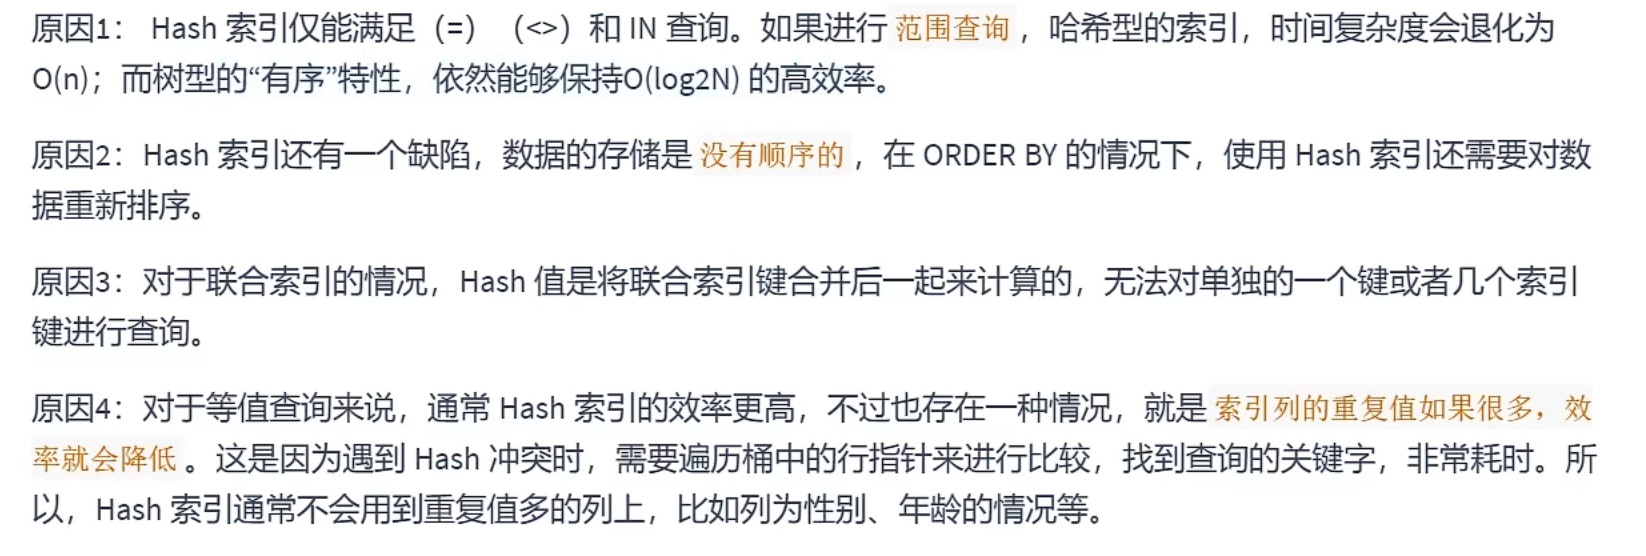 原因1： Hash 索引仅能满足（=）（<>）和 IN 查询。如果进行 范围查询 ，哈希型的索引，时间复杂度会退化为
O(n)；而树型的“有序”特性，依然能够保持O(log2N) 的高效率。
原因2：Hash 索引还有一个缺陷，数据的存储是 没有顺序的 ，在 ORDER BY 的情况下，使用 Hash 索引还需要对数
据重新排序。
原因3：对于联合索引的情况，Hash 值是将联合索引键合并后一起来计算的，无法对单独的一个键或者几个索引
键进行查询。
原因4：对于等值查询来说，通常 Hash 索引的效率更高，不过也存在一种情况，就是 索引列的重复值如果很多，效
率就会降低 。这是因为遇到 Hash 冲突时，需要遍历桶中的行指针来进行比较，找到查询的关键字，非常耗时。所
以，Hash 索引通常不会用到重复值多的列上，比如列为性别、年龄的情况等。